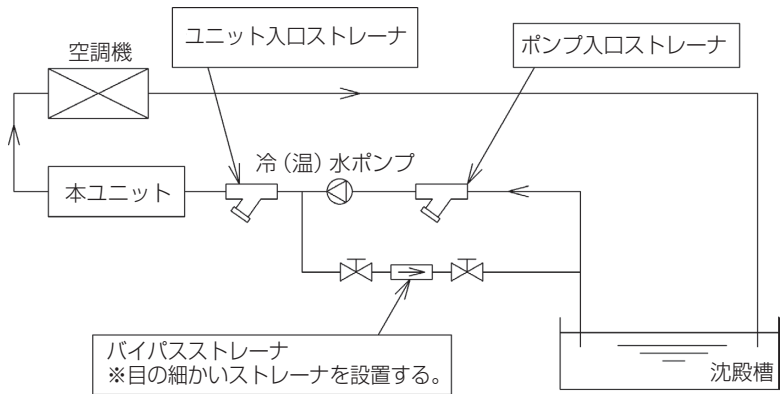 ユニット入口ストレーナ
ポンプ入口ストレーナ
空調機
冷（温）水ポンプ
本ユニット
バイパスストレーナ
※目の細かいストレーナを設置する。
沈殿槽